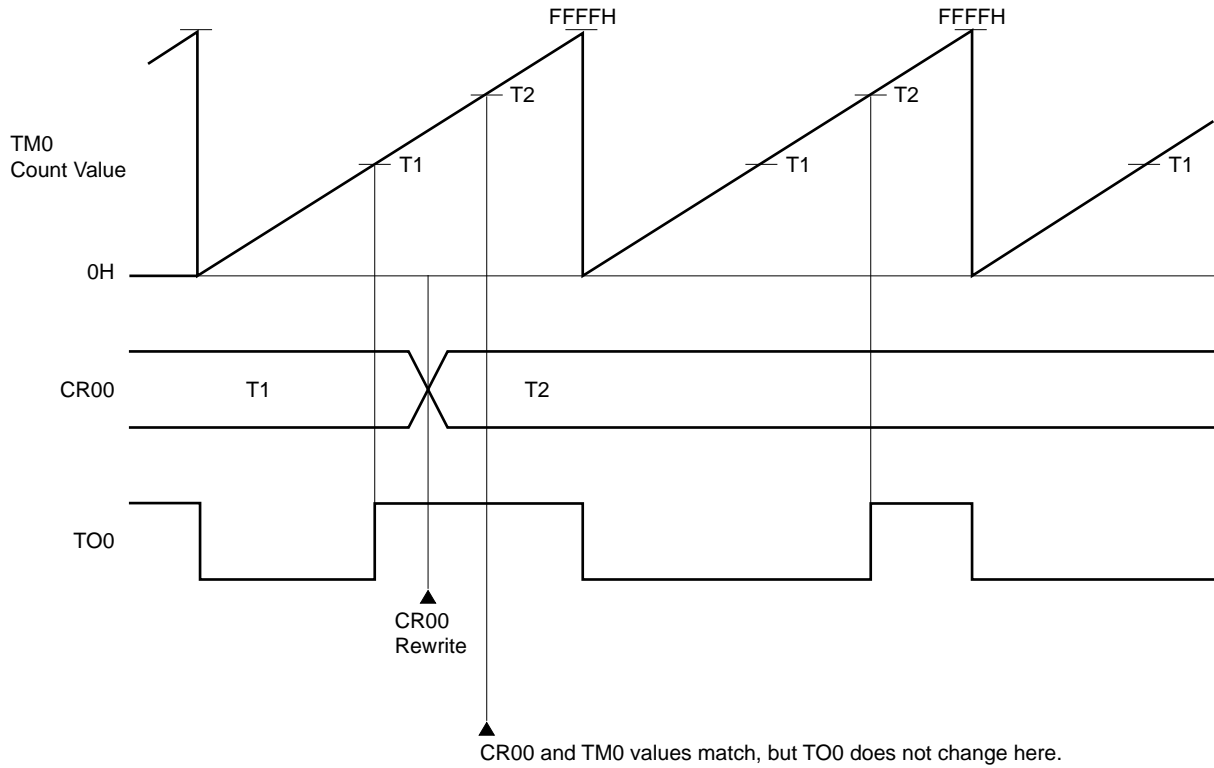 FFFFH
FFFFH
T2
T2
TM0
Count Value
T1
T1
T1
0H
CR00
T1
T2
TO0
CR00
Rewrite
CR00 and TM0 values match, but TO0 does not change here.